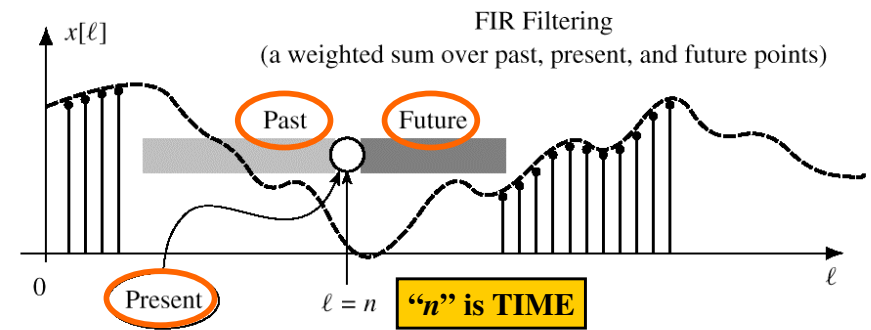 FIR Filtering
x[ℓ]
(a weighted sum over past, present, and future points)
Past
Future
0
Present
ℓ = n
“n” is TIME
ℓ